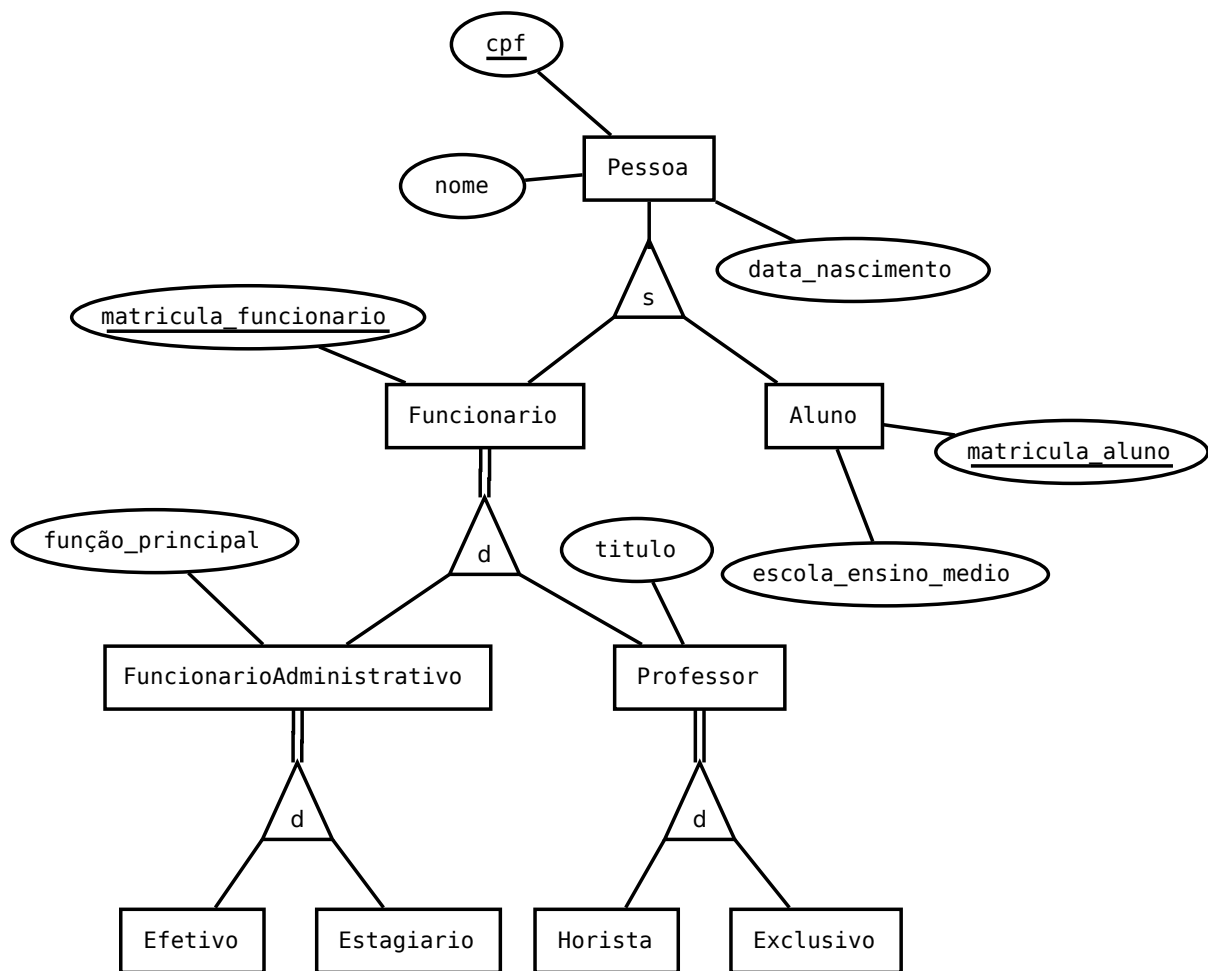 cpf
Pessoa
nome
data_nascimento
s
matricula_funcionario
Funcionario
Aluno
matricula_aluno
função_principal
d
titulo
escola_ensino_medio
FuncionarioAdministrativo
Professor
d
d
Efetivo
Estagiario
Horista
Exclusivo